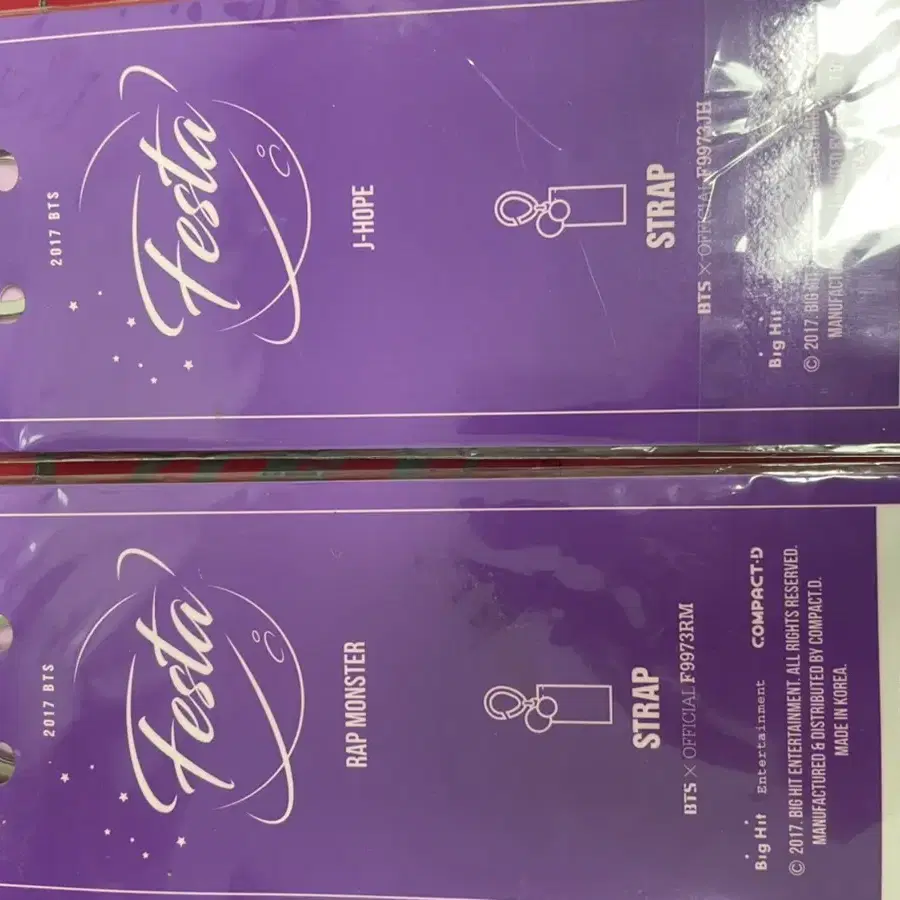 2017 BTS
Festa
J-HOPE
STRAP
BTS × OFFICIAL F9973JH
Big Hit
© 2017. BIG HIT
MANUFACT
2017 BTS
Festa
RAP MONSTER
STRAP
BTS × OFFICIAL F9973RM
Big Hit Entertainment COMPACT·D
© 2017. BIG HIT ENTERTAINMENT. ALL RIGHTS RESERVED.
MANUFACTURED & DISTRIBUTED BY COMPACT.D.
MADE IN KOREA.